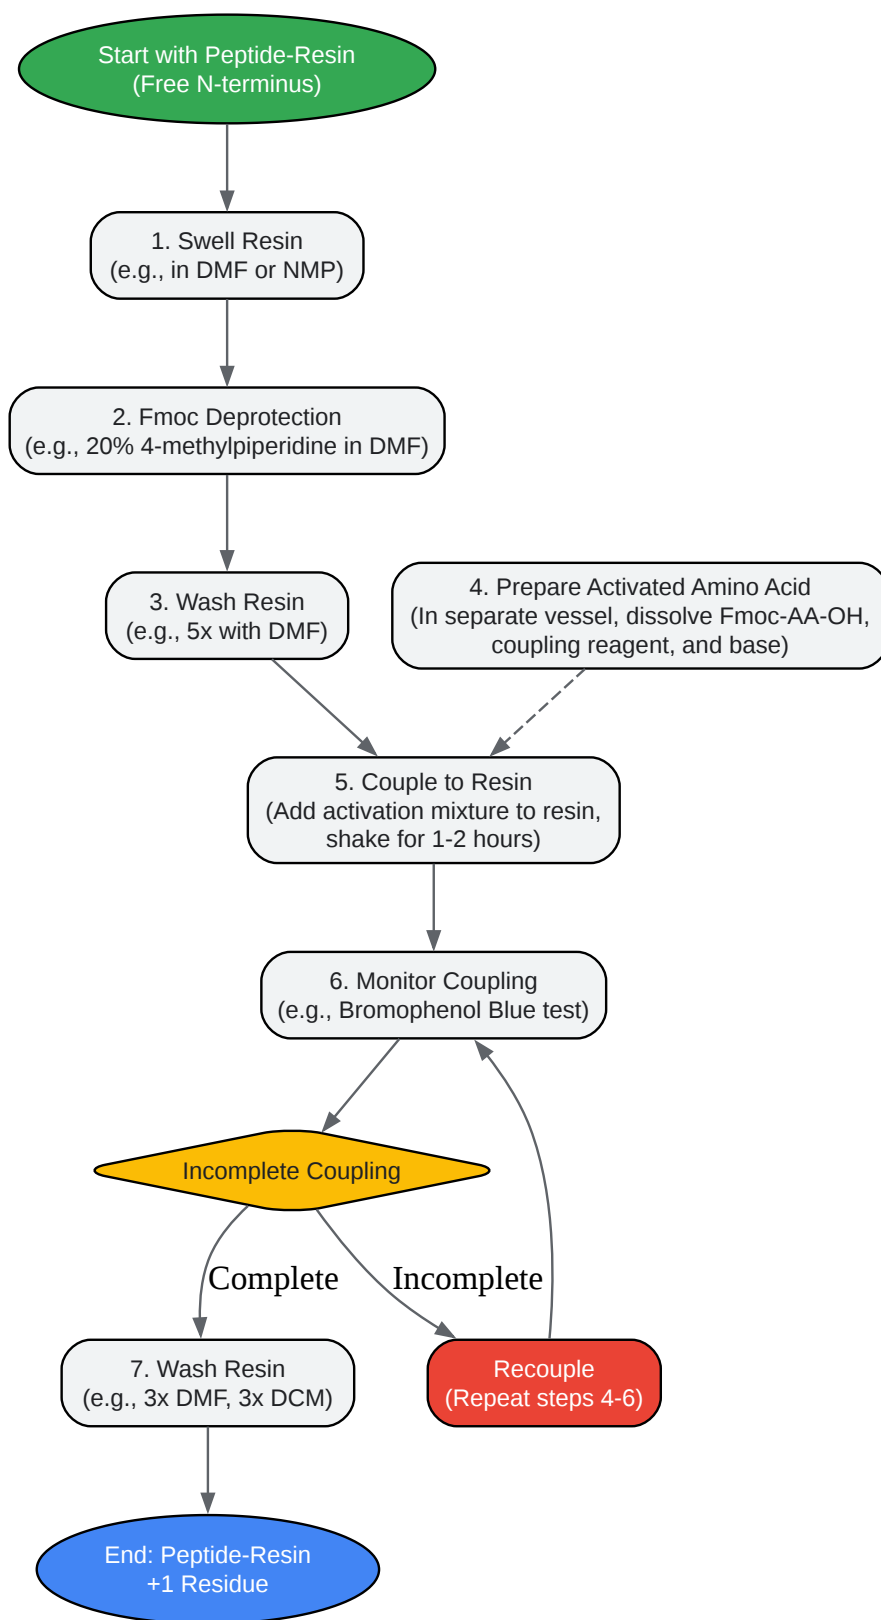 Start with Peptide-Resin
(Free N-terminus)
1. Swell Resin
(e.g., in DMF or NMP)
2. Fmoc Deprotection
(e.g., 20% 4-methylpiperidine in DMF)
3. Wash Resin
(e.g., 5x with DMF)
4. Prepare Activated Amino Acid
(In separate vessel, dissolve Fmoc-AA-OH,
coupling reagent, and base)
5. Couple to Resin
(Add activation mixture to resin,
shake for 1-2 hours)
6. Monitor Coupling
(e.g., Bromophenol Blue test)
Incomplete Coupling
Complete
Incomplete
7. Wash Resin
(e.g., 3x DMF, 3x DCM)
Recouple
(Repeat steps 4-6)
End: Peptide-Resin
+1 Residue